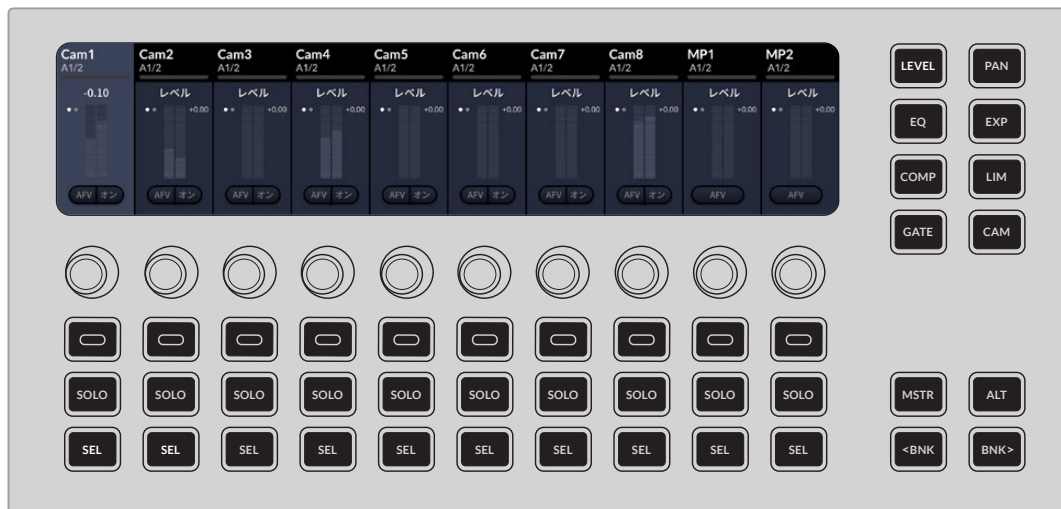 Cam1 Cam2 Cam3 Cam4 Cam5 Cam6 Cam7 Cam8 MP1 MP2
A1/2 A1/2 A1/2 A1/2 A1/2 A1/2 A1/2 A1/2 A1/2 A1/2
-0.10 レベル レベル レベル レベル レベル レベル レベル レベル レベル
+0.00 +0.00 +0.00 +0.00 +0.00 +0.00 +0.00 +0.00 +0.00
AFV オン AFV オン AFV オン AFV オン AFV オン AFV オン AFV オン AFV オン AFV AFV
LEVEL PAN
EQ EXP
COMP LIM
GATE CAM
SOLO SOLO SOLO SOLO SOLO SOLO SOLO SOLO SOLO SOLO MSTR ALT
SEL SEL SEL SEL SEL SEL SEL SEL SEL SEL <BNK BNK>